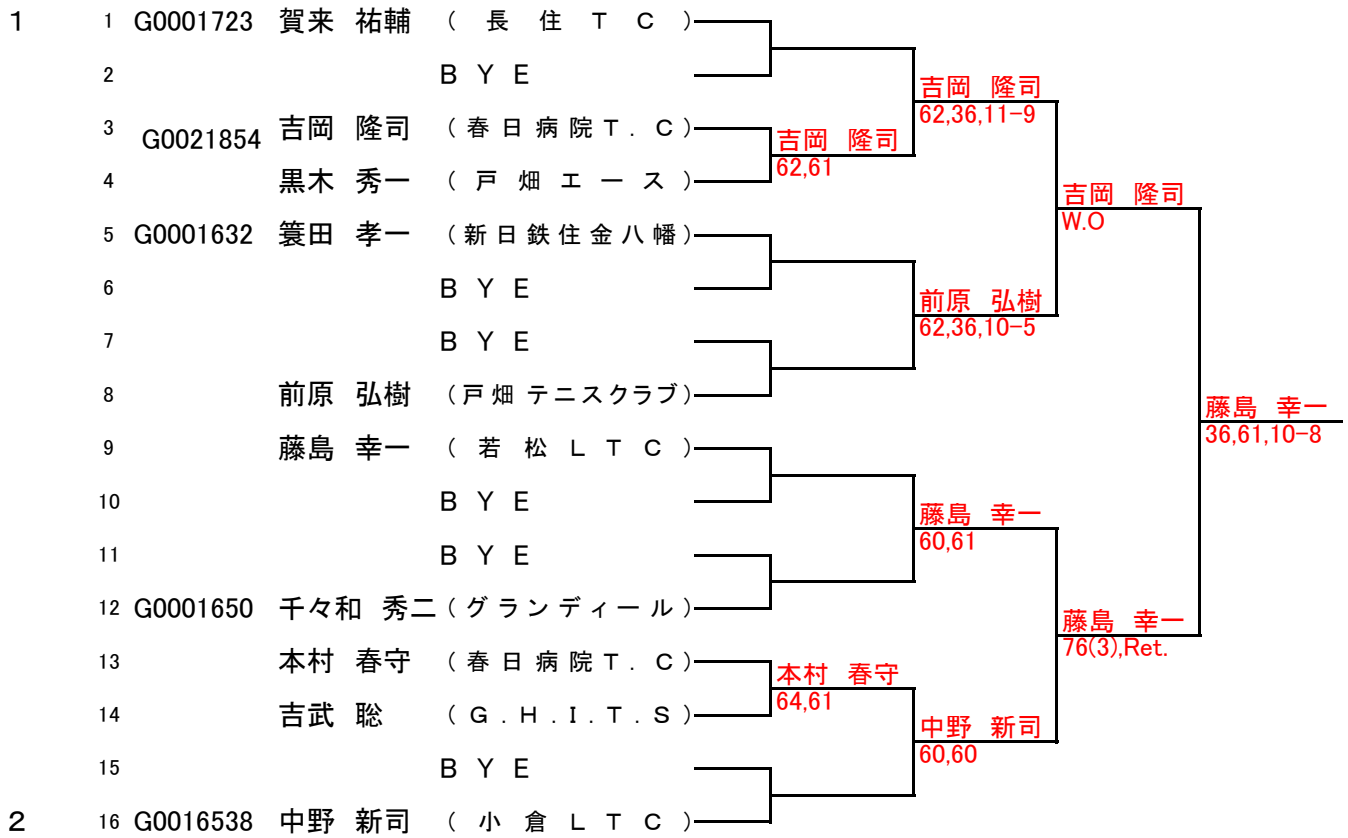 1 1 G0001723 賀来 祐輔 (長住TC)
2 BYE
吉岡 隆司
62,36,11-9
3 G0021854 吉岡 隆司 (春日病院T.C)
吉岡 隆司
62,61
4 黒木 秀一 (戸畑エース)
吉岡 隆司
W.O
5 G0001632 簑田 孝一 (新日鉄住金八幡)
6 BYE
前原 弘樹
62,36,10-5
7 BYE
8 前原 弘樹 (戸畑テニスクラブ)
藤島 幸一
36,61,10-8
9 藤島 幸一 (若松LTC)
10 BYE
藤島 幸一
60,61
11 BYE
12 G0001650 千々和 秀二 (グランディール)
藤島 幸一
76(3),Ret.
13 本村 春守 (春日病院T.C)
本村 春守
64,61
14 吉武 聡 (G.H.I.T.S)
中野 新司
60,60
15 BYE
2 16 G0016538 中野 新司 (小倉LTC)